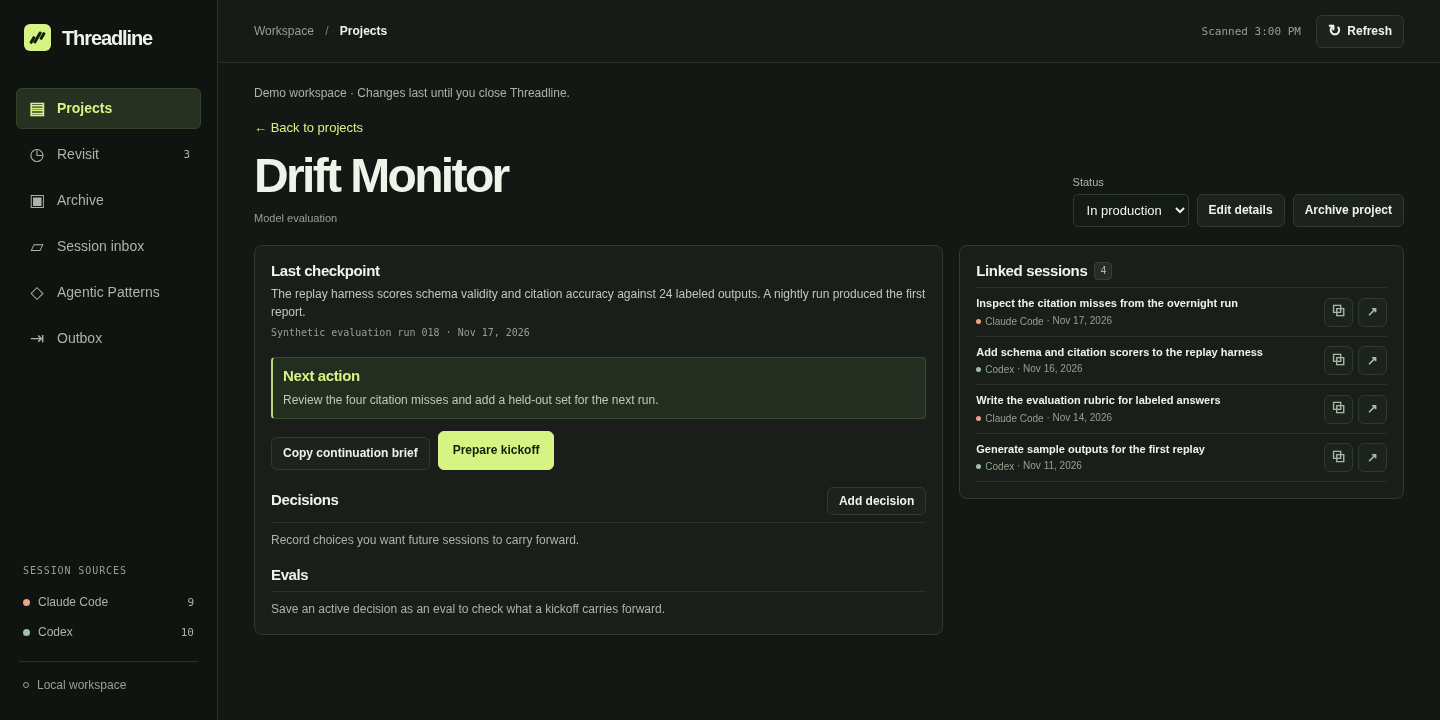 Threadline
Projects
Revisit 3
Archive
Session inbox
Agentic Patterns
Outbox
SESSION SOURCES
Claude Code 9
Codex 10
Local workspace
Workspace / Projects
Scanned 3:00 PM
Refresh
Demo workspace · Changes last until you close Threadline.
← Back to projects
Drift Monitor
Model evaluation
Status
In production
Edit details
Archive project
Last checkpoint
The replay harness scores schema validity and citation accuracy against 24 labeled outputs. A nightly run produced the first
report.
Synthetic evaluation run 018 · Nov 17, 2026
Next action
Review the four citation misses and add a held-out set for the next run.
Copy continuation brief
Prepare kickoff
Decisions
Add decision
Record choices you want future sessions to carry forward.
Evals
Save an active decision as an eval to check what a kickoff carries forward.
Linked sessions 4
Inspect the citation misses from the overnight run
Claude Code · Nov 17, 2026
Add schema and citation scorers to the replay harness
Codex · Nov 16, 2026
Write the evaluation rubric for labeled answers
Claude Code · Nov 14, 2026
Generate sample outputs for the first replay
Codex · Nov 11, 2026